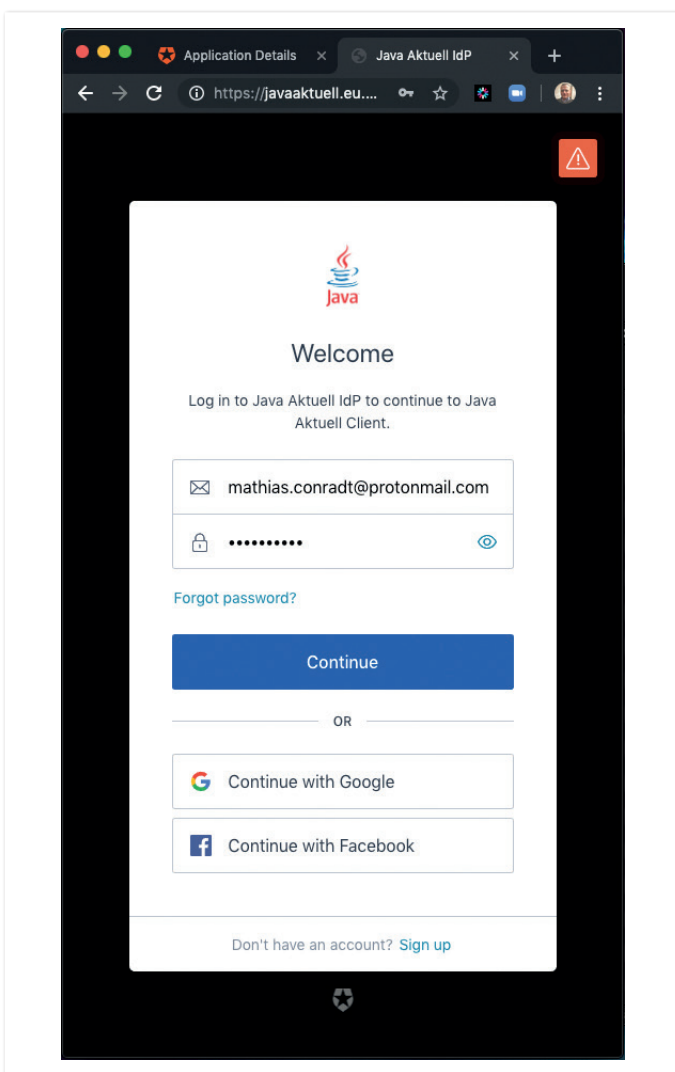 Application Details
Java Aktuell IdP
https://javaaktuell.eu....
Java
Welcome
Log in to Java Aktuell IdP to continue to Java
Aktuell Client.
mathias.conradt@protonmail.com
••••••••••
Forgot password?
Continue
OR
Continue with Google
Continue with Facebook
Don't have an account? Sign up